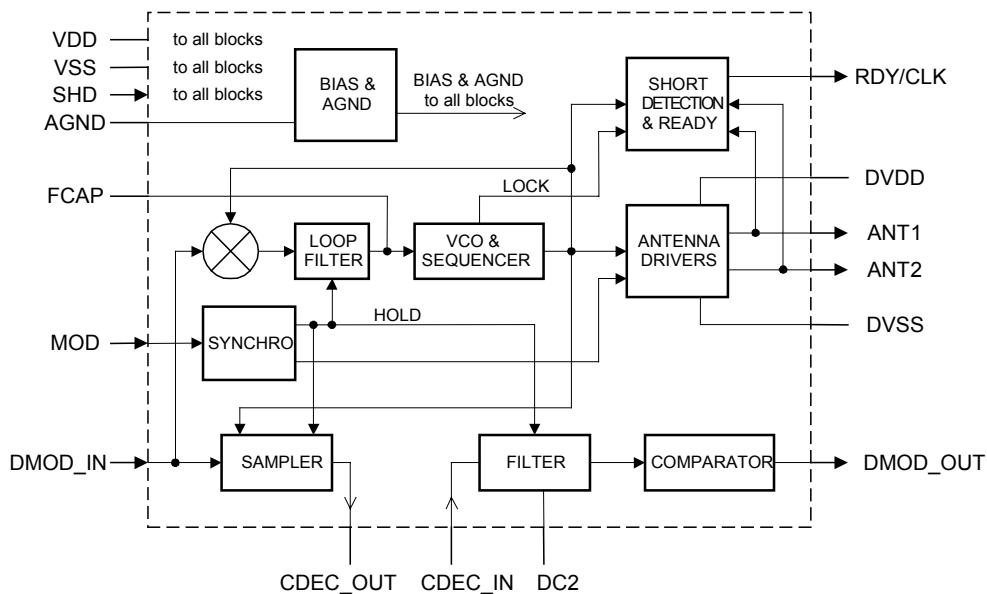 VDD
to all blocks
VSS
to all blocks
SHD
to all blocks
AGND
BIAS &
AGND
BIAS & AGND
to all blocks
SHORT
DETECTION
& READY
RDY/CLK
FCAP
LOCK
DVDD
LOOP
FILTER
VCO &
SEQUENCER
ANTENNA
DRIVERS
ANT1
ANT2
MOD
SYNCHRO
HOLD
DVSS
DMOD_IN
SAMPLER
FILTER
COMPARATOR
DMOD_OUT
CDEC_OUT
CDEC_IN
DC2